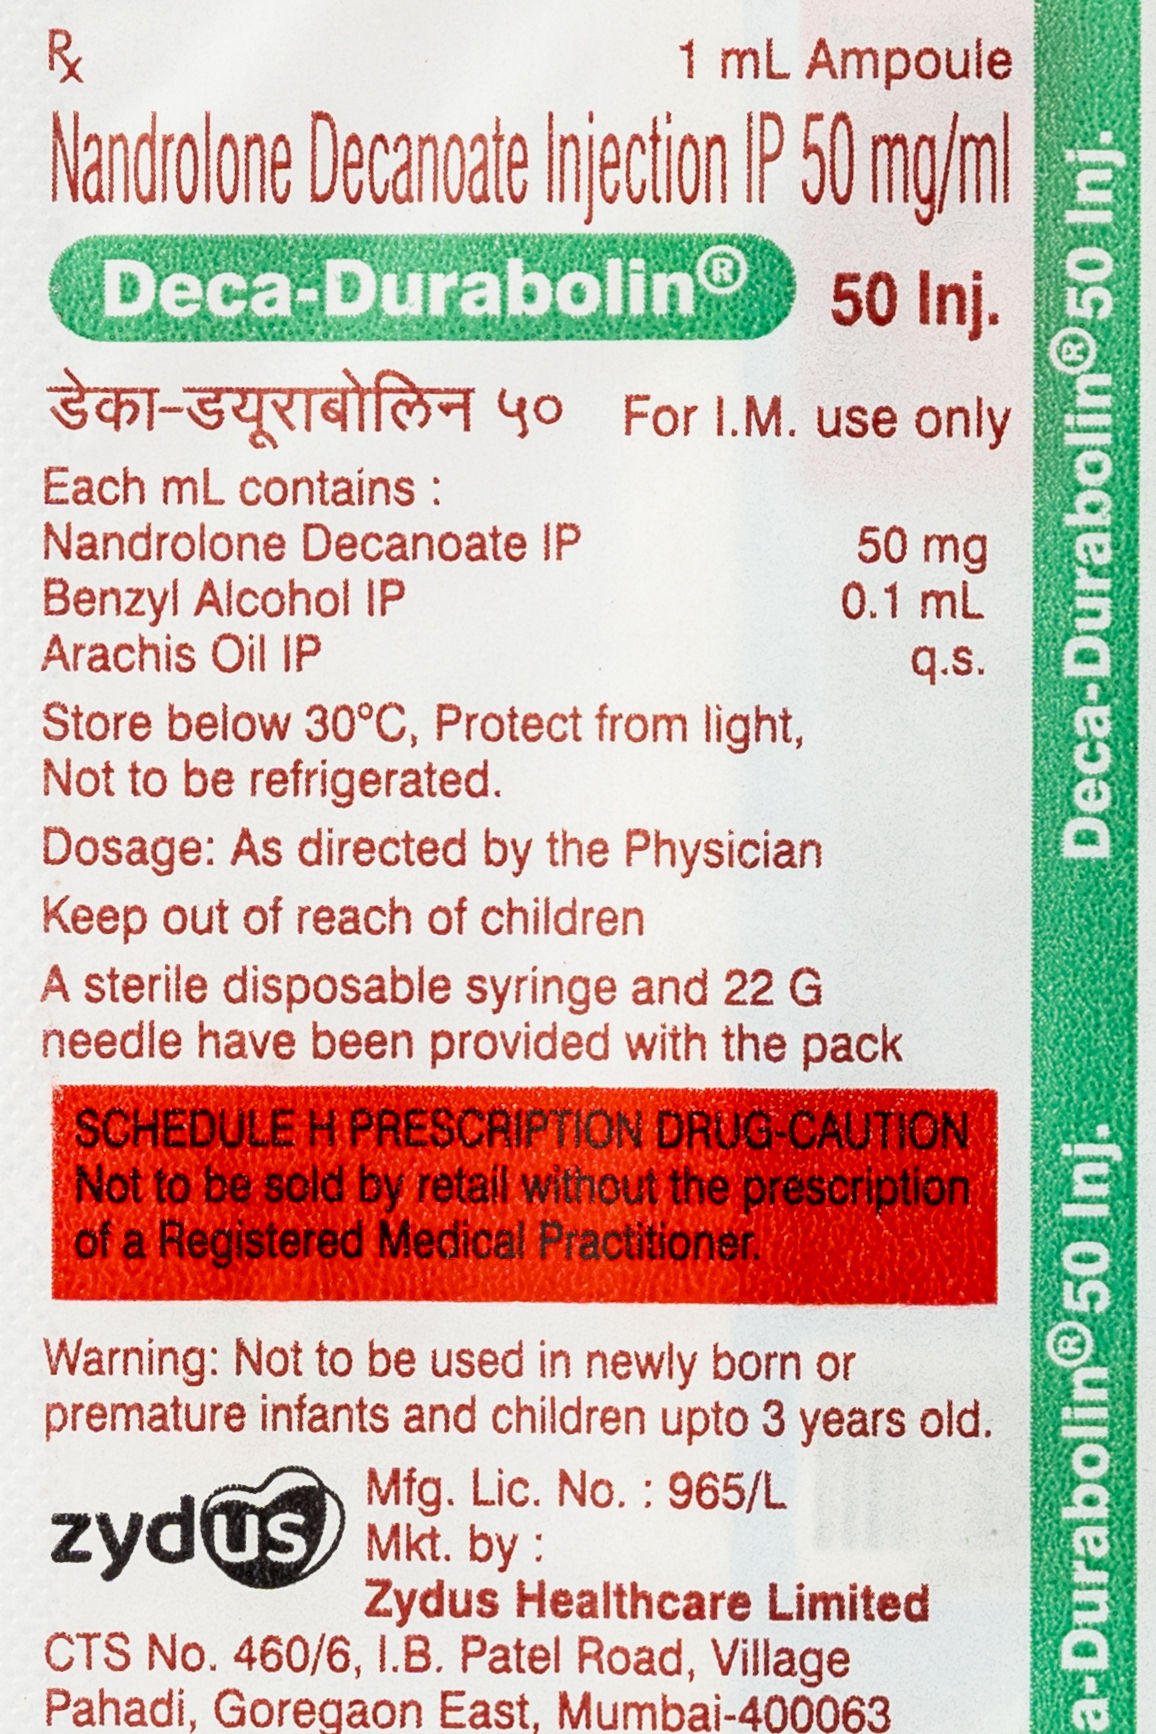 Rx
1 mL Ampoule
Nandrolone Decanoate Injection IP 50 mg/ml
Deca-Durabolin® 50 Inj.
डेका-डयूराबोलिन ५० For I.M. use only
Each mL contains :
Nandrolone Decanoate IP 50 mg
Benzyl Alcohol IP 0.1 mL
Arachis Oil IP q.s.
Store below 30°C, Protect from light,
Not to be refrigerated.
Dosage: As directed by the Physician
Keep out of reach of children
A sterile disposable syringe and 22 G
needle have been provided with the pack
SCHEDULE H PRESCRIPTION DRUG-CAUTION
Not to be sold by retail without the prescription
of a Registered Medical Practitioner.
Warning: Not to be used in newly born or
premature infants and children upto 3 years old.
zydus
Mfg. Lic. No. : 965/L
Mkt. by :
Zydus Healthcare Limited
CTS No. 460/6, I.B. Patel Road, Village
Pahadi, Goregaon East, Mumbai-400063
Deca-Durabolin® 50 Inj.
a-Durabolin® 50 Inj.